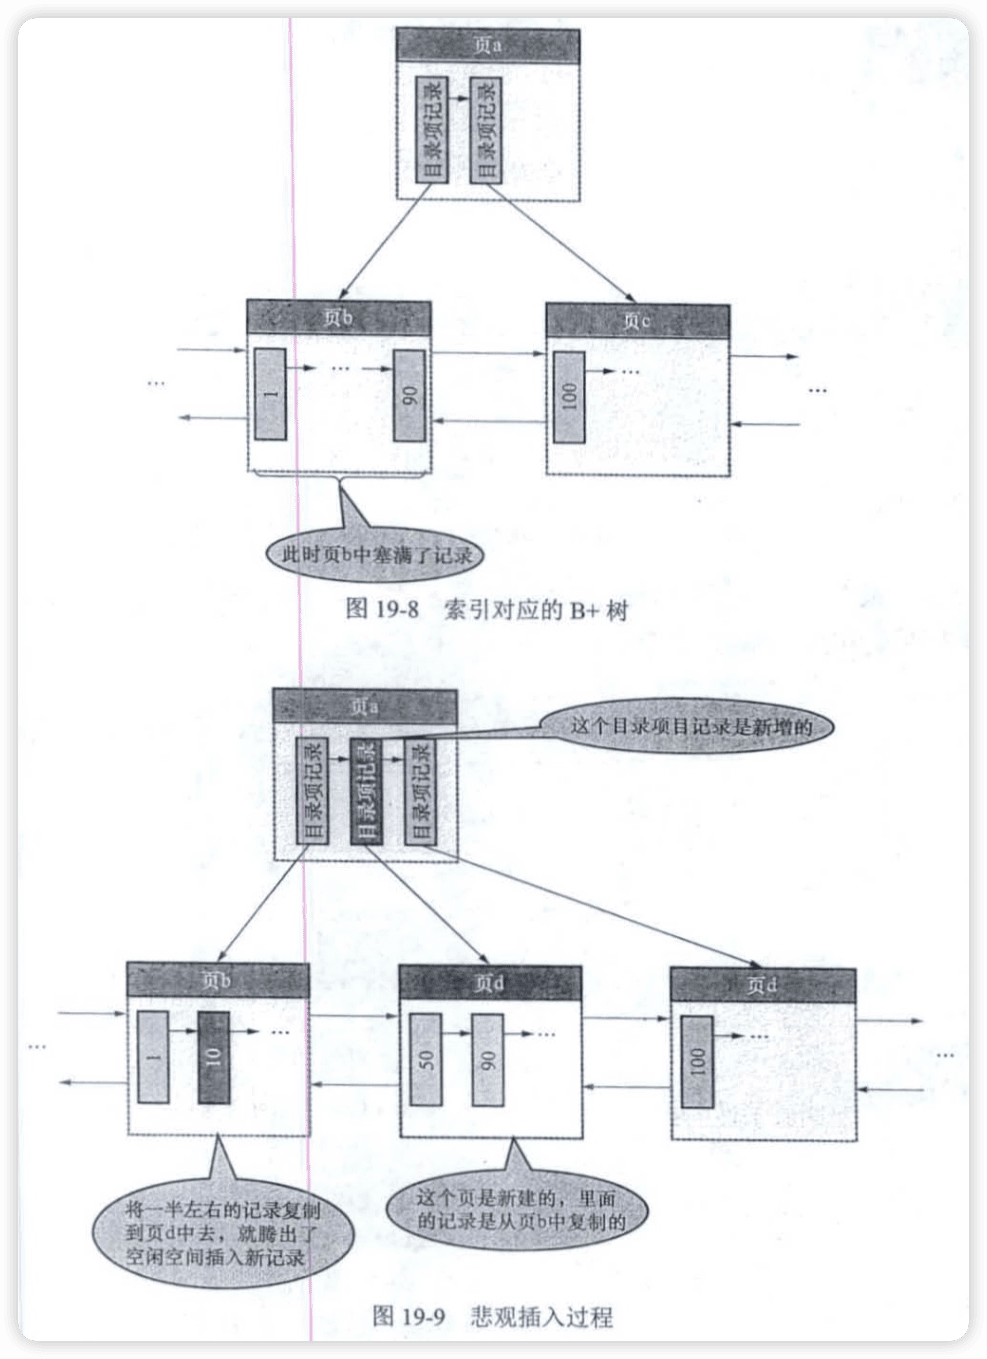 页a
目录项记录
目录项记录
页b
页c
...
1
...
90
100
...
...
此时页b中塞满了记录
图 19-8 索引对应的 B+ 树
页a
这个目录项目记录是新增的
目录项记录
目录项记录
目录项记录
页b
页d
页d
...
1
10
...
50
90
...
100
...
...
将一半左右的记录复制
到页d中去，就腾出了
空闲空间插入新记录
这个页是新建的，里面
的记录是从页b中复制的
图 19-9 悲观插入过程